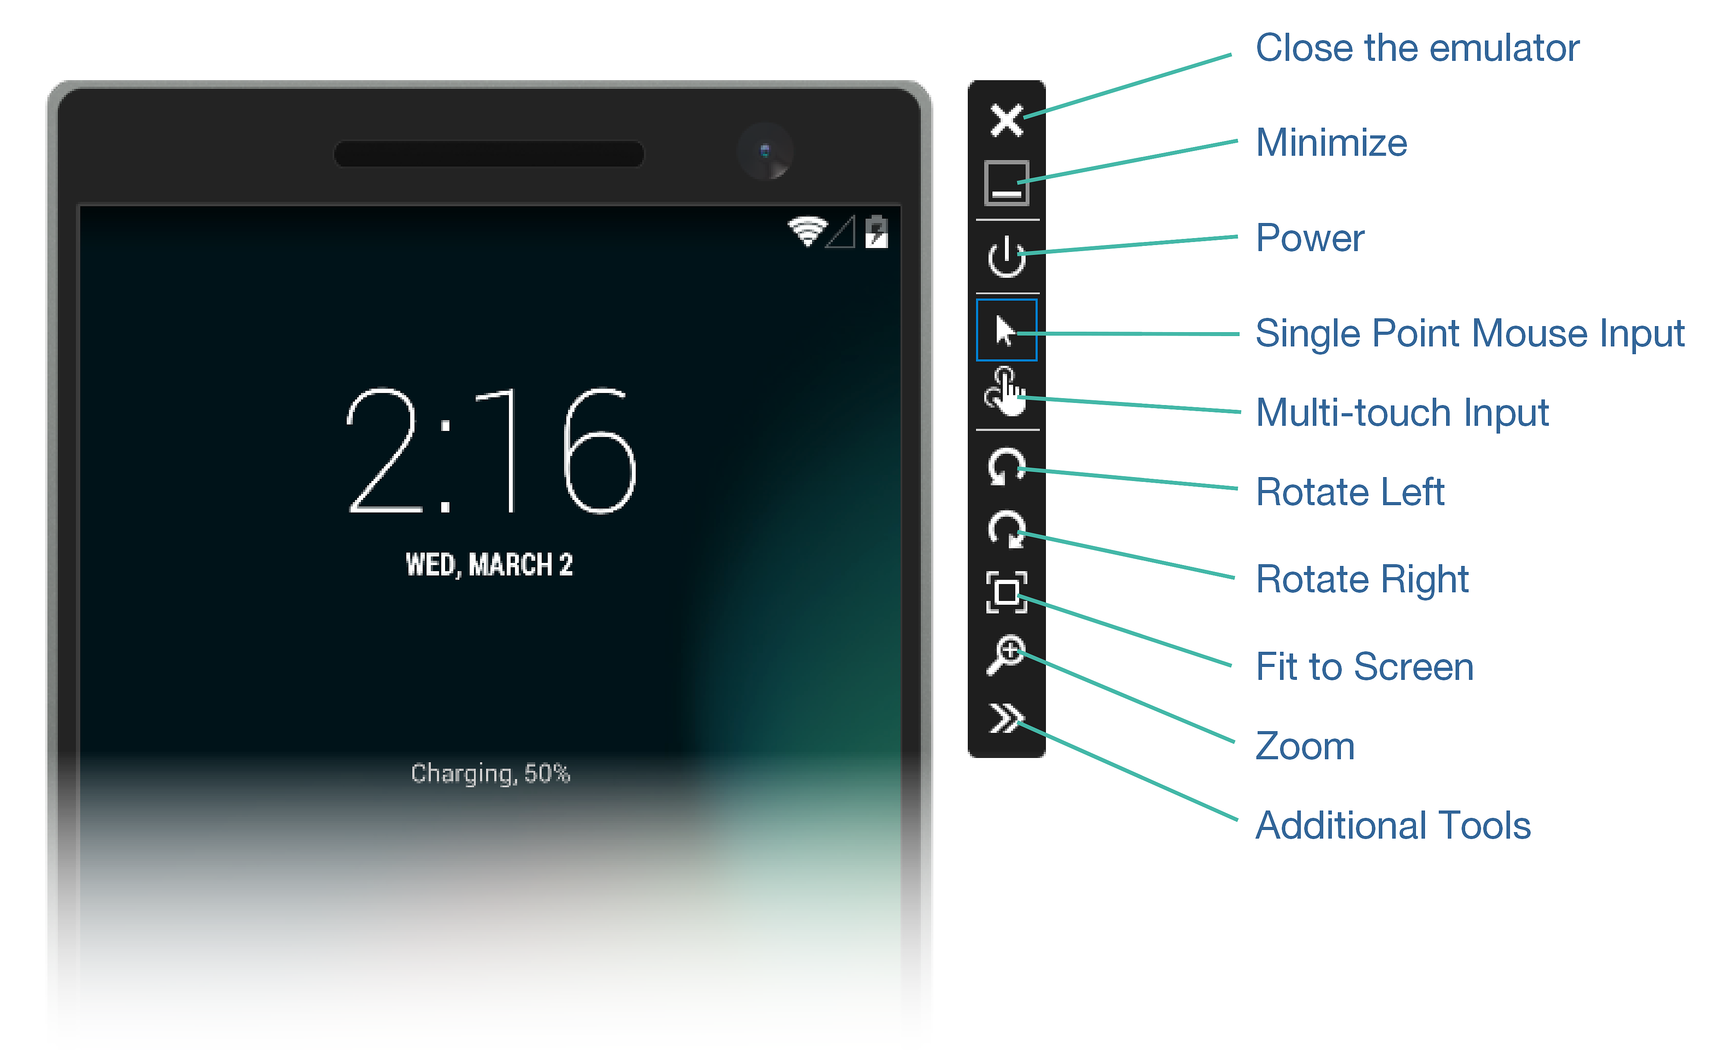 2:16
WED, MARCH 2
Charging, 50%
Close the emulator
Minimize
Power
Single Point Mouse Input
Multi-touch Input
Rotate Left
Rotate Right
Fit to Screen
Zoom
Additional Tools